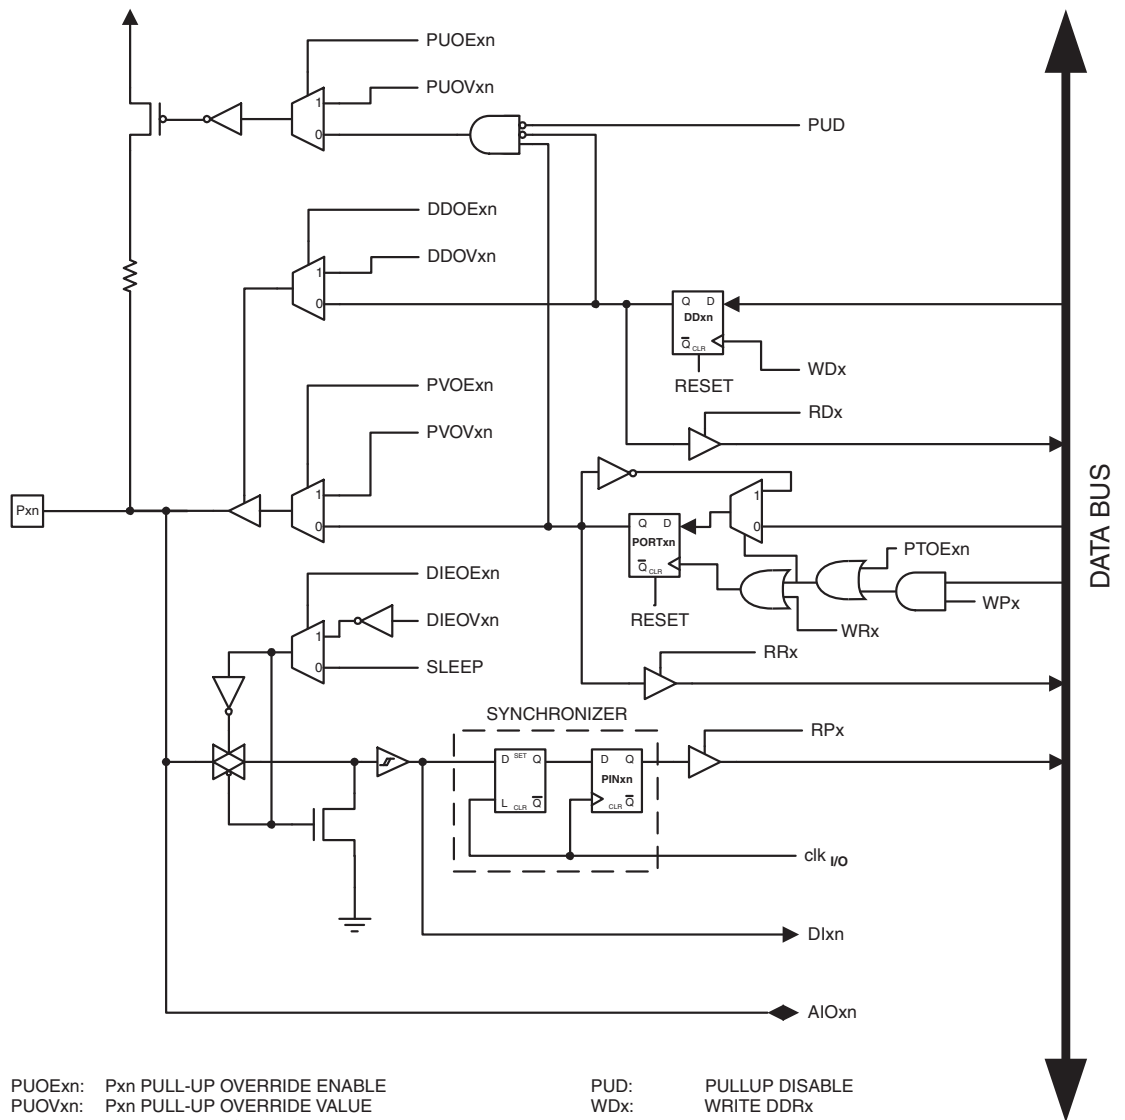 PUOExn
1
PUOVxn
0
PUD
DDOExn
1
DDOVxn
0
Q D
DDxn
Q CLR
WDx
RESET
PVOExn
RDx
PVOVxn
1
0
Pxn
1
0
Q D
PORTxn
Q CLR
PTOExn
WPx
RESET
WRx
DIEOExn
1
DIEOVxn
0
SLEEP
RRx
SYNCHRONIZER
RPx
D SET Q
L CLR Q
D Q
PINxn
CLR Q
clk I/O
DIxn
AIOxn
DATA BUS
PUOExn: Pxn PULL-UP OVERRIDE ENABLE
PUOVxn: Pxn PULL-UP OVERRIDE VALUE
PUD: PULLUP DISABLE
WDx: WRITE DDRx